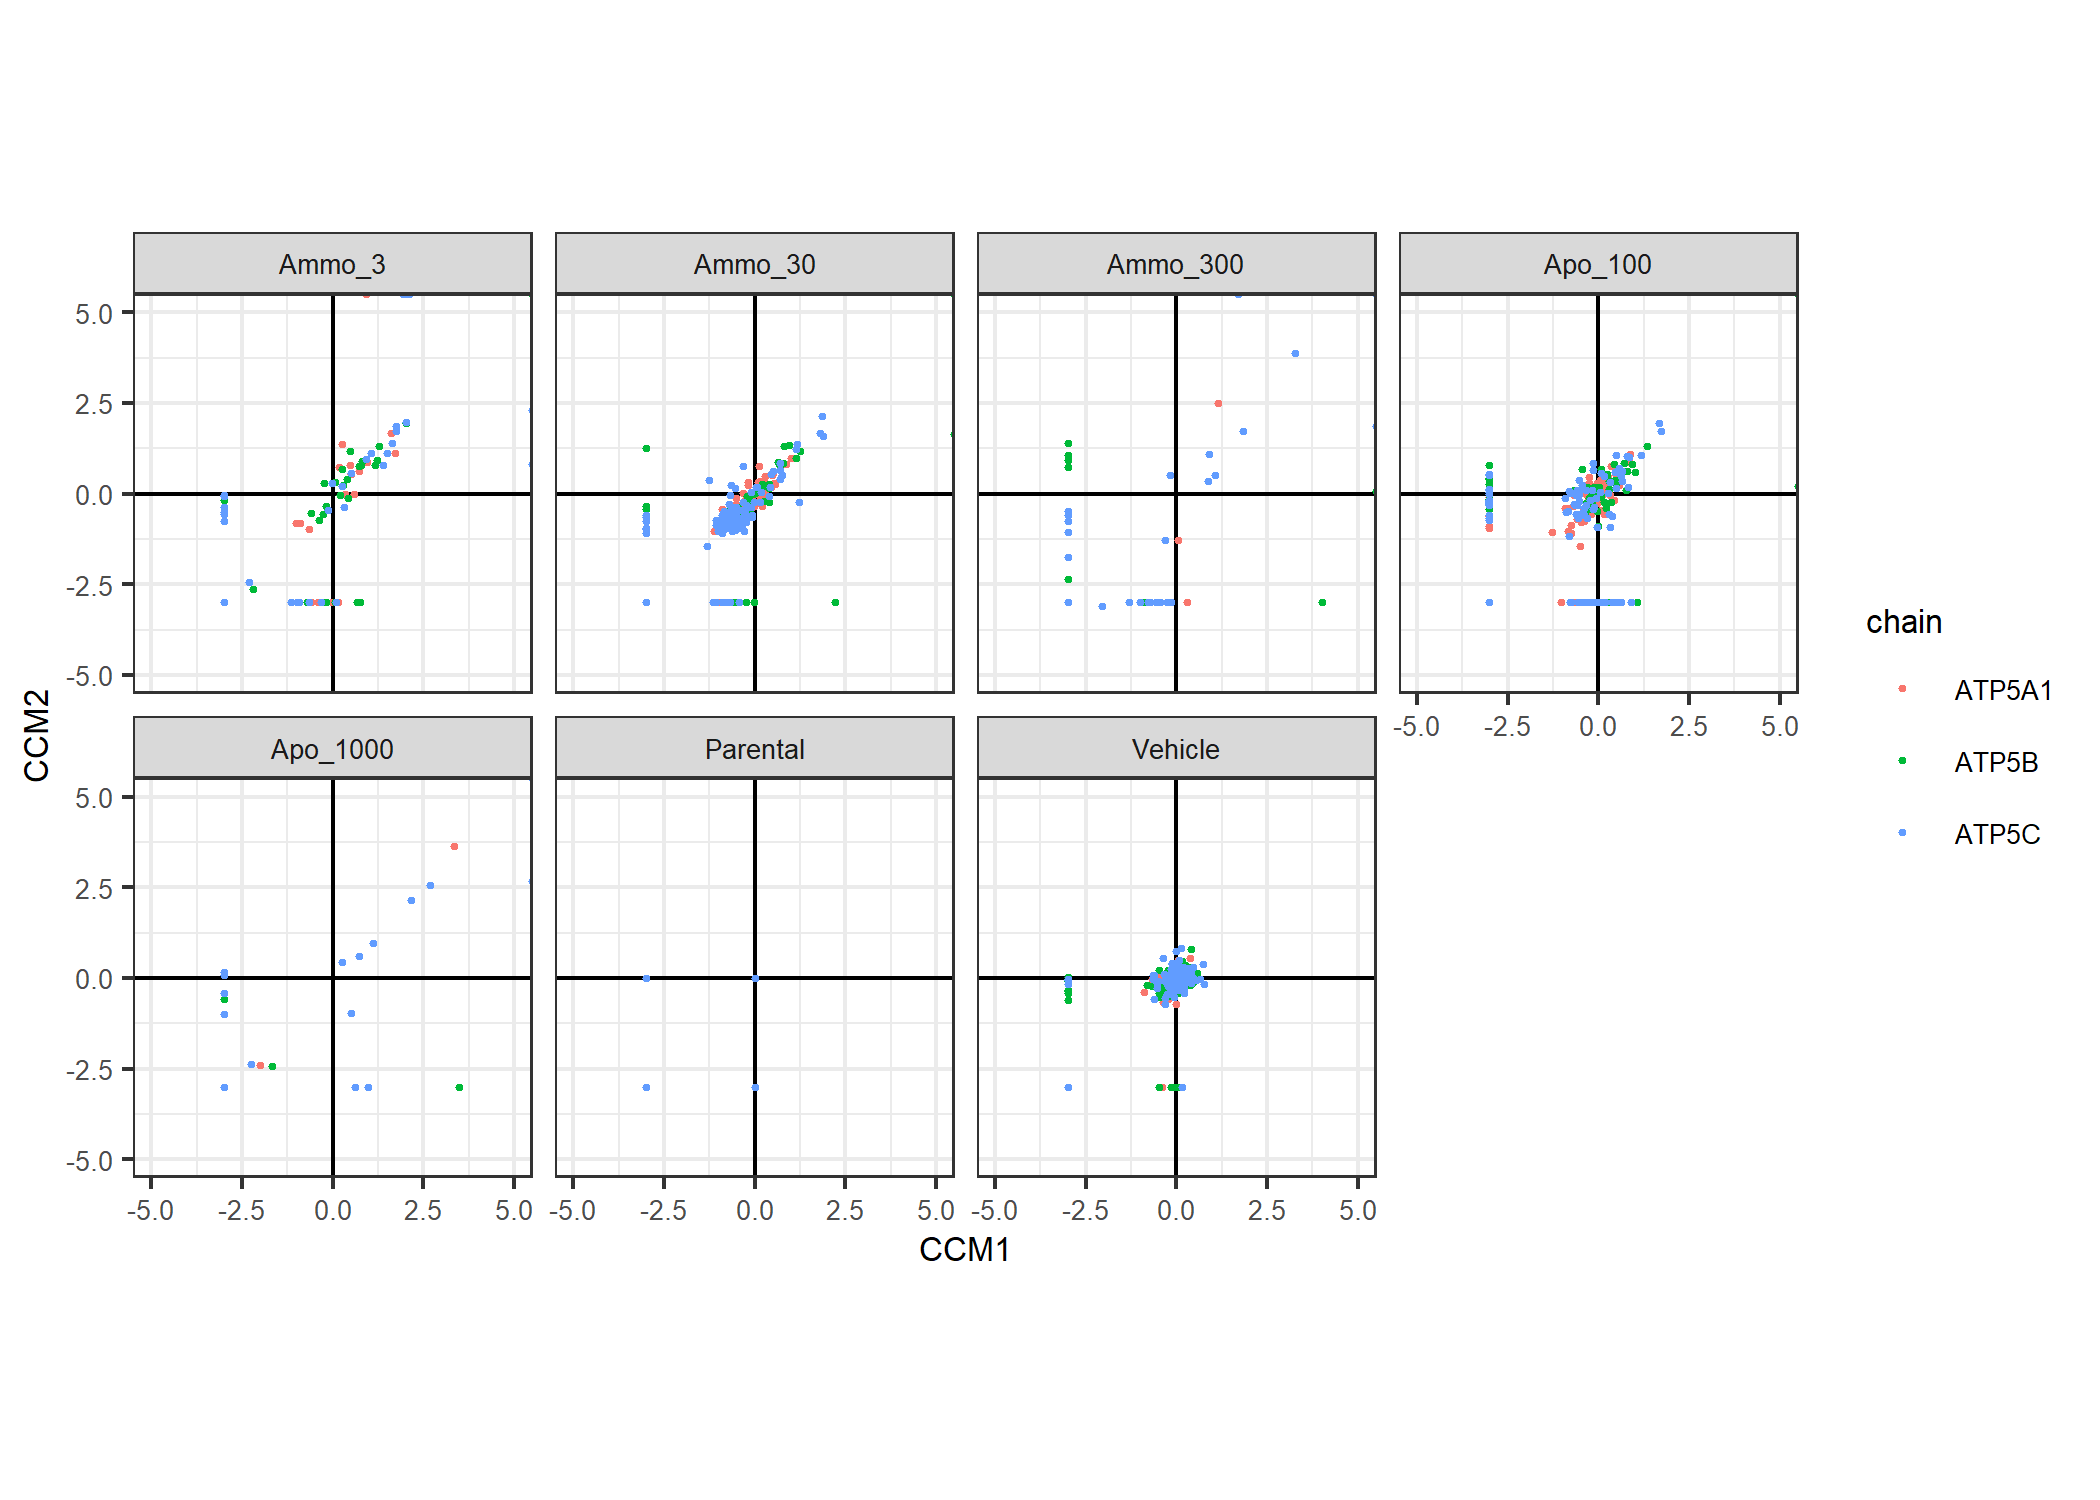 Ammo_3 Ammo_30 Ammo_300 Apo_100
5.0
2.5
0.0
-2.5
-5.0
-5.0 -2.5 0.0 2.5 5.0
CCM2
Apo_1000 Parental Vehicle
5.0
2.5
0.0
-2.5
-5.0
-5.0 -2.5 0.0 2.5 5.0 -5.0 -2.5 0.0 2.5 5.0 -5.0 -2.5 0.0 2.5 5.0
CCM1
chain
ATP5A1
ATP5B
ATP5C